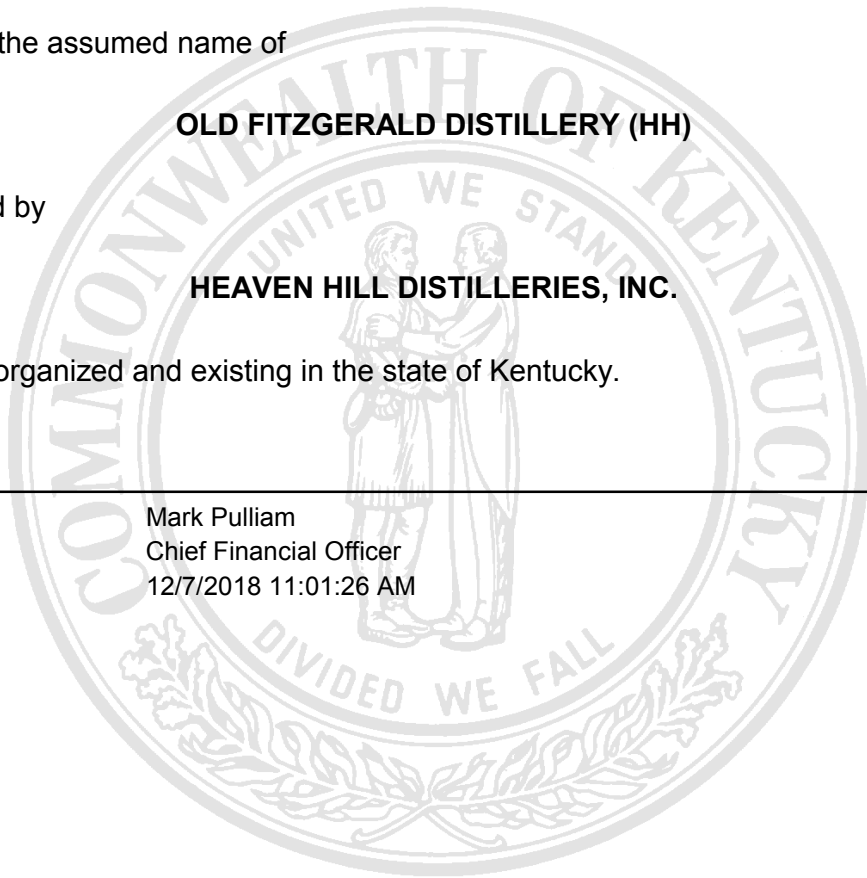 the assumed name of
OLD FITZGERALD DISTILLERY (HH)
d by
HEAVEN HILL DISTILLERIES, INC.
organized and existing in the state of Kentucky.
Mark Pulliam
Chief Financial Officer
12/7/2018 11:01:26 AM
COMMONWEALTH OF KENTUCKY
UNITED WE STAND
DIVIDED WE FALL